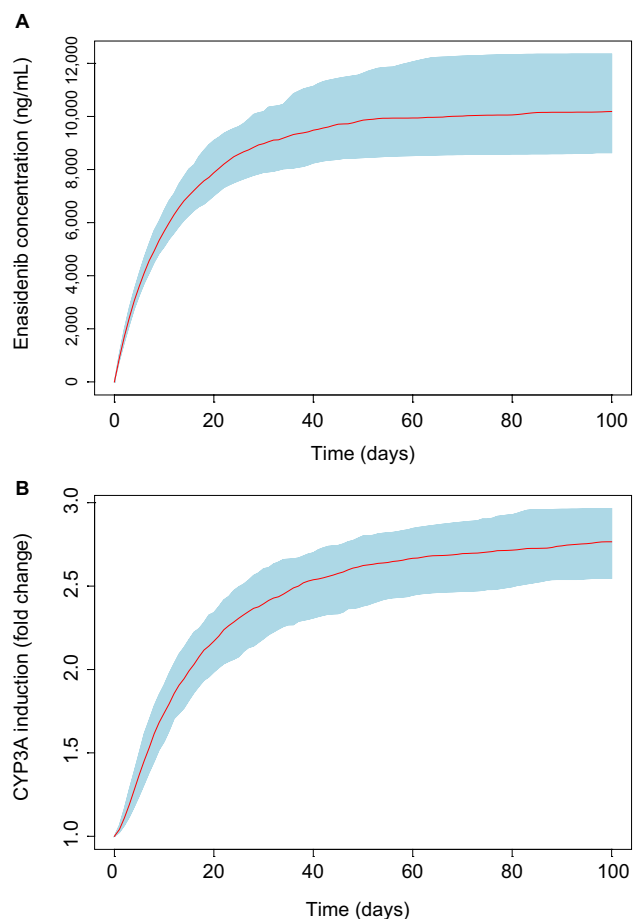 A
Enasidenib concentration (ng/mL)
12,000
10,000
8,000
6,000
4,000
2,000
0
0 20 40 60 80 100
Time (days)
B
CYP3A induction (fold change)
3.0
2.5
2.0
1.5
1.0
0 20 40 60 80 100
Time (days)